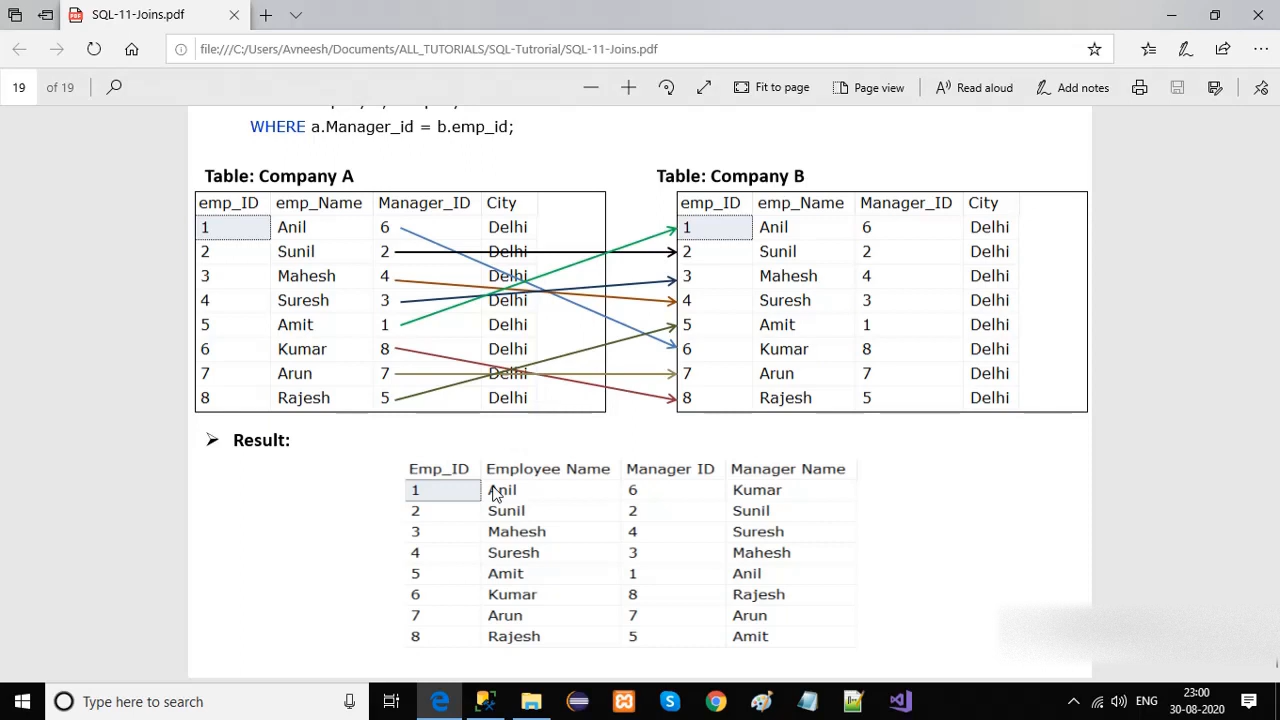 SQL-11-Joins.pdf
file:///C:/Users/Avneesh/Documents/ALL_TUTORIALS/SQL-Tutrorial/SQL-11-Joins.pdf
19 of 19 Fit to page Page view Read aloud Add notes
WHERE a.Manager_id = b.emp_id;
Table: Company A Table: Company B
emp_ID emp_Name Manager_ID City emp_ID emp_Name Manager_ID City
1 Anil 6 Delhi 1 Anil 6 Delhi
2 Sunil 2 Delhi 2 Sunil 2 Delhi
3 Mahesh 4 Delhi 3 Mahesh 4 Delhi
4 Suresh 3 Delhi 4 Suresh 3 Delhi
5 Amit 1 Delhi 5 Amit 1 Delhi
6 Kumar 8 Delhi 6 Kumar 8 Delhi
7 Arun 7 Delhi 7 Arun 7 Delhi
8 Rajesh 5 Delhi 8 Rajesh 5 Delhi
Result:
Emp_ID Employee Name Manager ID Manager Name
1 Anil 6 Kumar
2 Sunil 2 Sunil
3 Mahesh 4 Suresh
4 Suresh 3 Mahesh
5 Amit 1 Anil
6 Kumar 8 Rajesh
7 Arun 7 Arun
8 Rajesh 5 Amit
Type here to search
ENG
23:00
30-08-2020